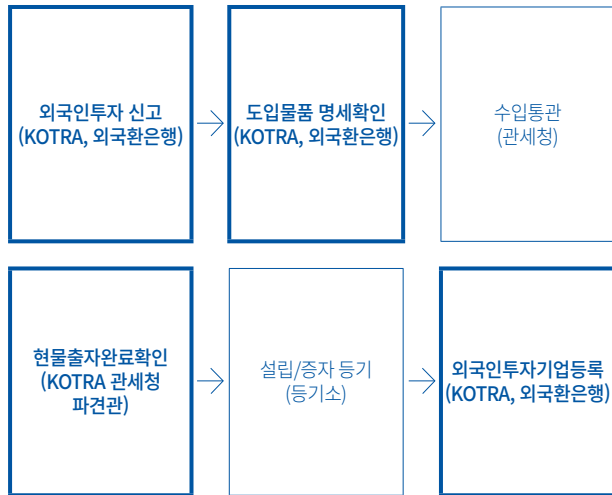 외국인투자 신고
(KOTRA, 외국환은행)
도입물품 명세확인
(KOTRA, 외국환은행)
수입통관
(관세청)
현물출자완료확인
(KOTRA 관세청
파견관)
설립/증자 등기
(등기소)
외국인투자기업등록
(KOTRA, 외국환은행)